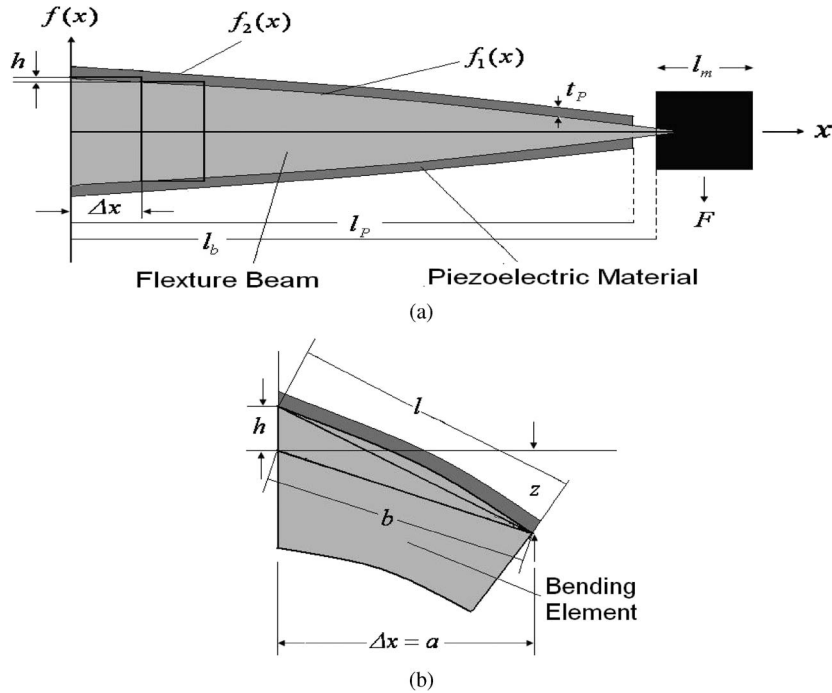 f(x)
f₂(x)
f₁(x)
h
t_P
l_m
x
Δx
l_P
l_b
F
Flexture Beam
Piezoelectric Material
(a)
l
h
z
b
Bending
Element
Δx = a
(b)